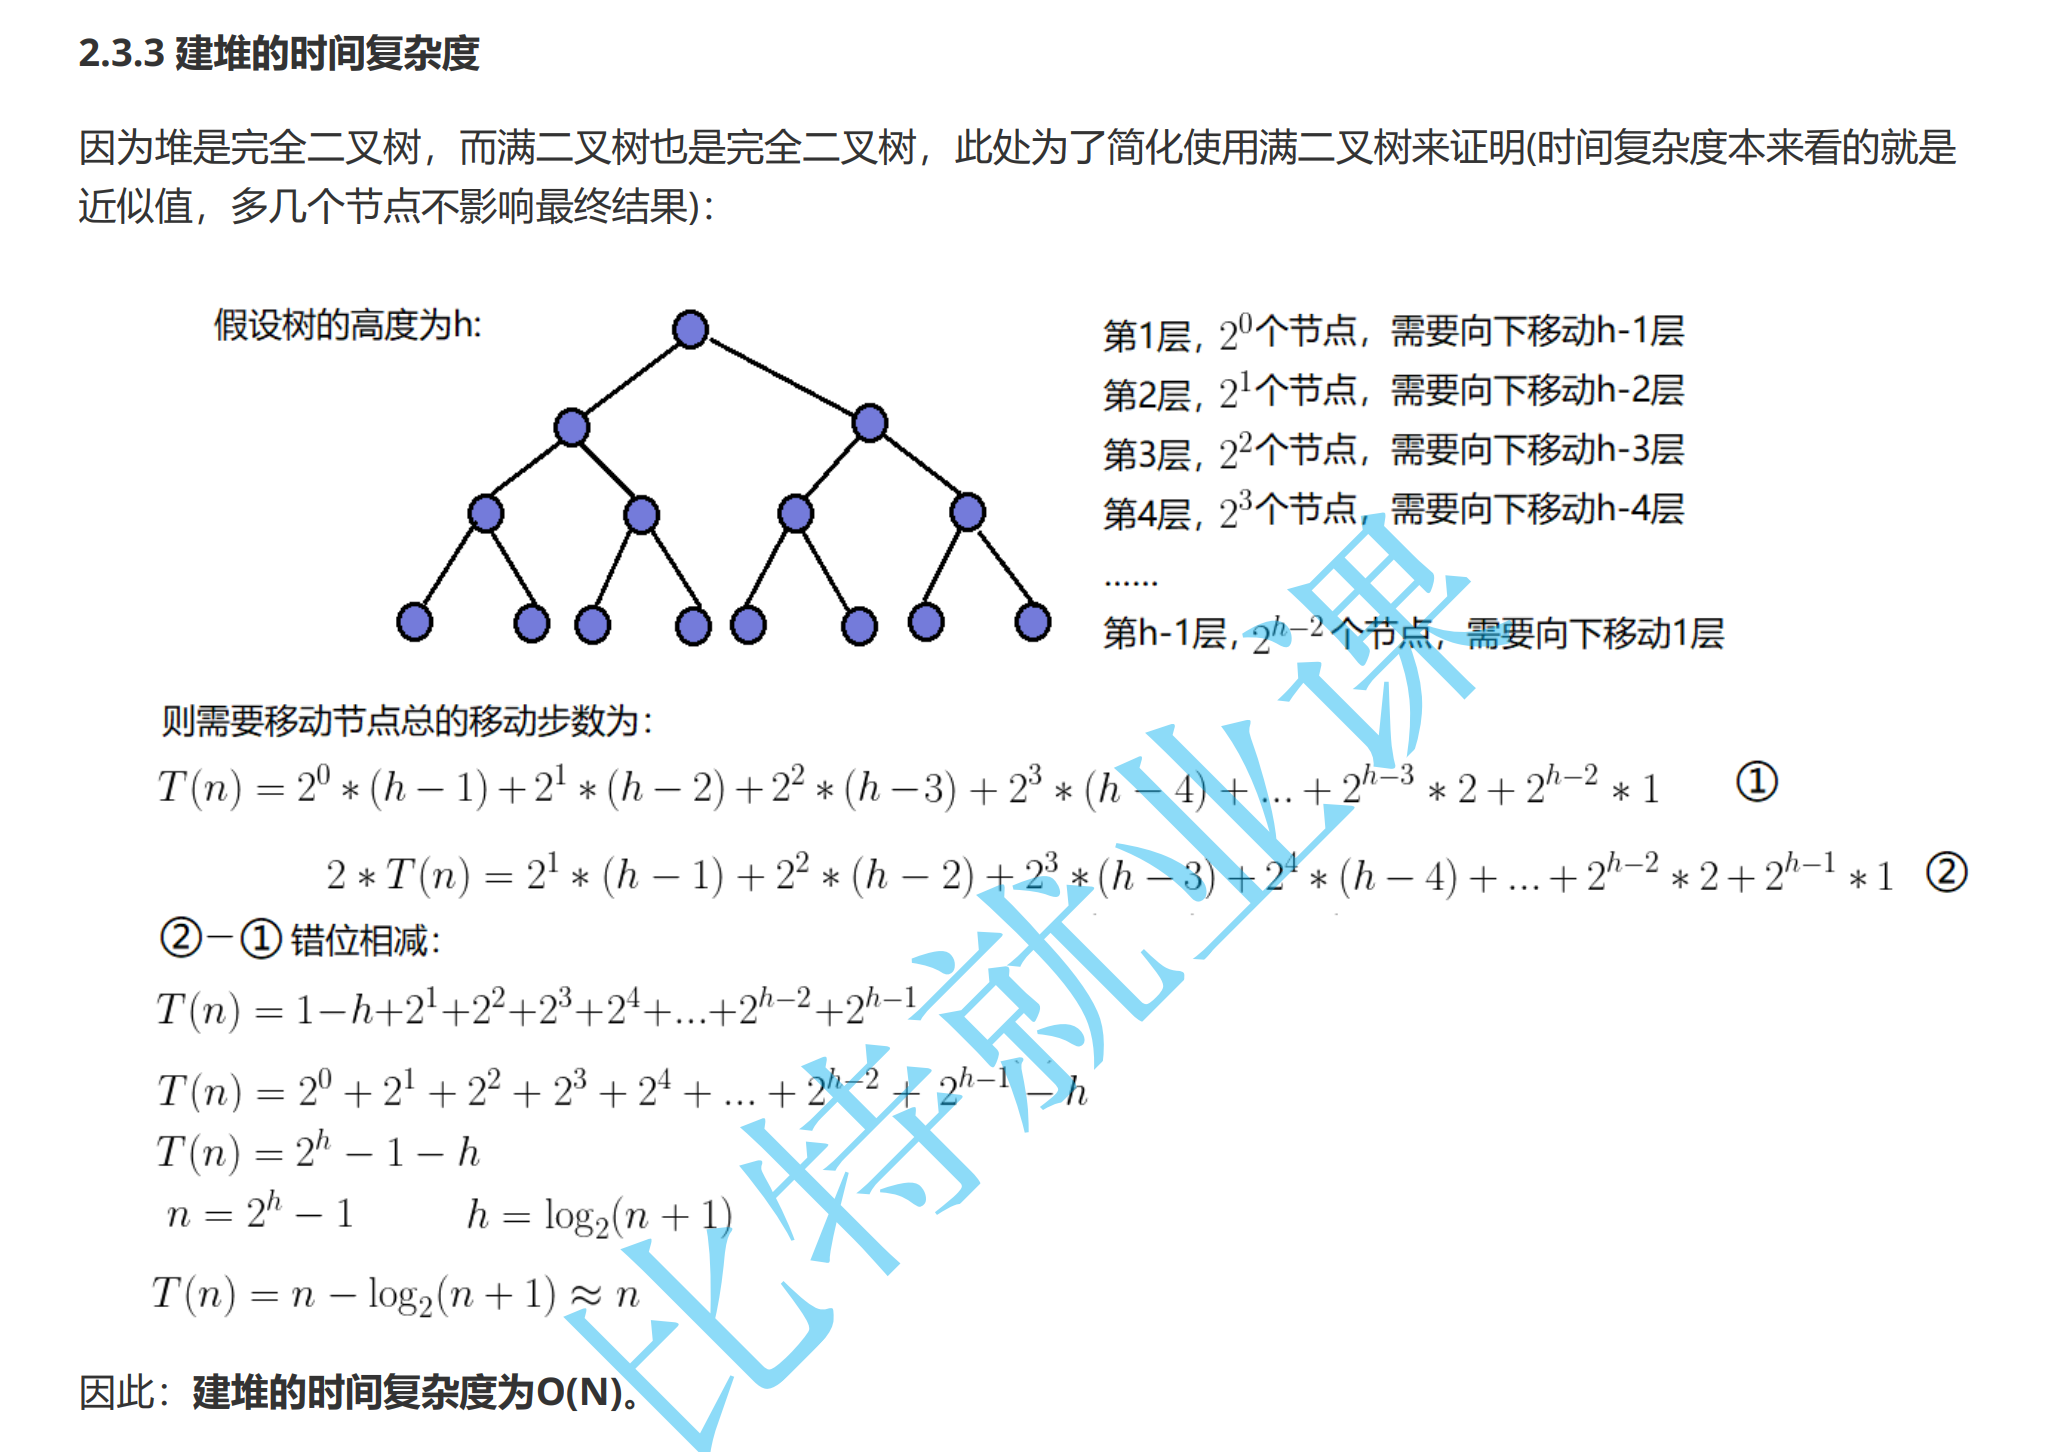 2.3.3 建堆的时间复杂度
因为堆是完全二叉树，而满二叉树也是完全二叉树，此处为了简化使用满二叉树来证明(时间复杂度本来看的就是
近似值，多几个节点不影响最终结果)：
假设树的高度为h:
第1层，2^0个节点，需要向下移动h-1层
第2层，2^1个节点，需要向下移动h-2层
第3层，2^2个节点，需要向下移动h-3层
第4层，2^3个节点，需要向下移动h-4层
......
第h-1层，2^{h-2}个节点，需要向下移动1层
则需要移动节点总的移动步数为：
T(n) = 2^0 * (h − 1) + 2^1 * (h − 2) + 2^2 * (h − 3) + 2^3 * (h − 4) + ... + 2^{h−3} * 2 + 2^{h−2} * 1 ①
2 * T(n) = 2^1 * (h − 1) + 2^2 * (h − 2) + 2^3 * (h − 3) + 2^4 * (h − 4) + ... + 2^{h−2} * 2 + 2^{h−1} * 1 ②
②－① 错位相减：
T(n) = 1−h+2^1+2^2+2^3+2^4+...+2^{h−2}+2^{h−1}
T(n) = 2^0 + 2^1 + 2^2 + 2^3 + 2^4 + ... + 2^{h−2} + 2^{h−1} − h
T(n) = 2^h − 1 − h
n = 2^h − 1 h = log₂(n + 1)
T(n) = n − log₂(n + 1) ≈ n
因此：建堆的时间复杂度为O(N)。
比特就业课